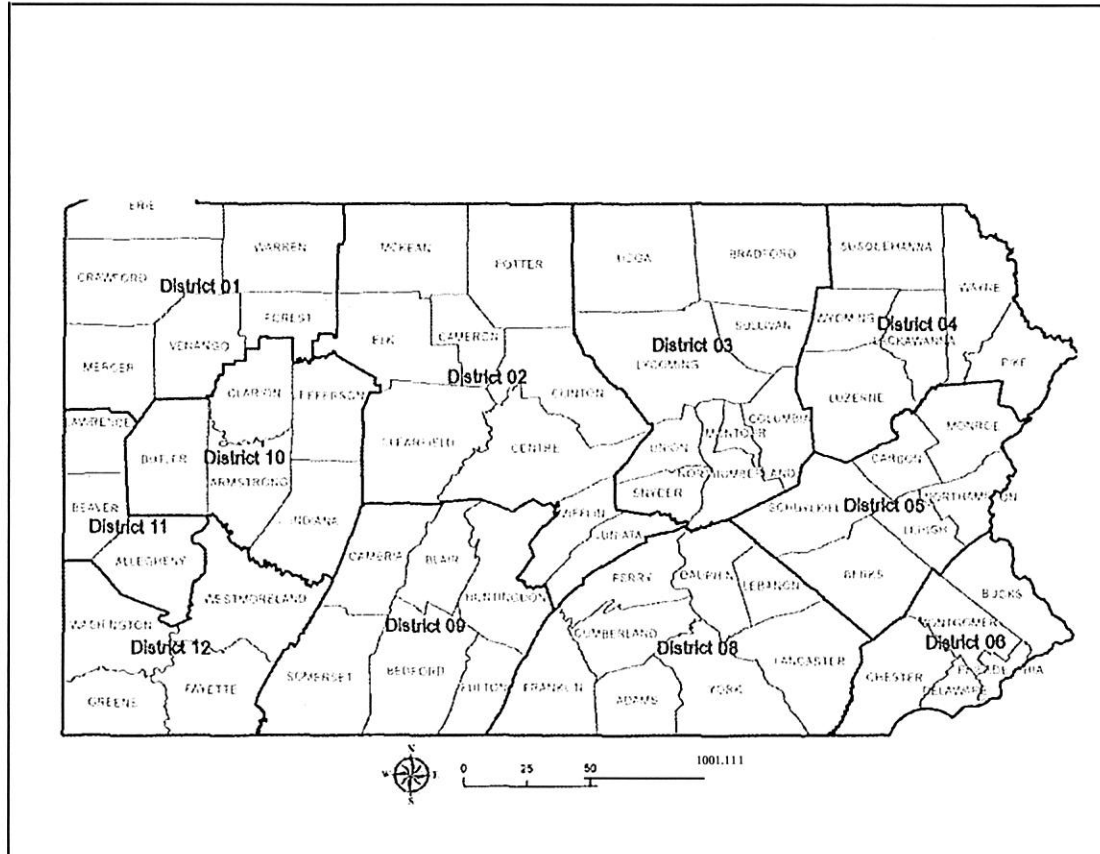 ERIE
WARREN
MCKEAN
POTTER
BRADFORD
SUSQUEHANNA
CRAWFORD
WAYNE
District 01
FOREST
CAMERON
SULLIVAN
WYOMING
District 04
LACKAWANNA
VENANGO
ELK
District 03
LYCOMING
MERCER
PIKE
District 02
CLARION
JEFFERSON
CLINTON
LUZERNE
LAWRENCE
COLUMBIA
MONROE
CLEARFIELD
CENTRE
UNION
MONTOUR
BUTLER
District 10
CARBON
NORTHUMBERLAND
ARMSTRONG
SNYDER
NORTHAMPTON
BEAVER
SCHUYLKILL
District 05
District 11
INDIANA
MIFFLIN
LEHIGH
JUNIATA
CAMBRIA
BLAIR
ALLEGHENY
PERRY
DAUPHIN
LEBANON
BERKS
BUCKS
WESTMORELAND
HUNTINGDON
MONTGOMER
WASHINGTON
District 09
CUMBERLAND
District 12
District 08
District 06
LANCASTER
PHILADELPHIA
SOMERSET
BEDFORD
CHESTER
FAYETTE
FULTON
FRANKLIN
YORK
DELAWARE
GREENE
ADAMS
N
W
S
0 25 50
1001.111